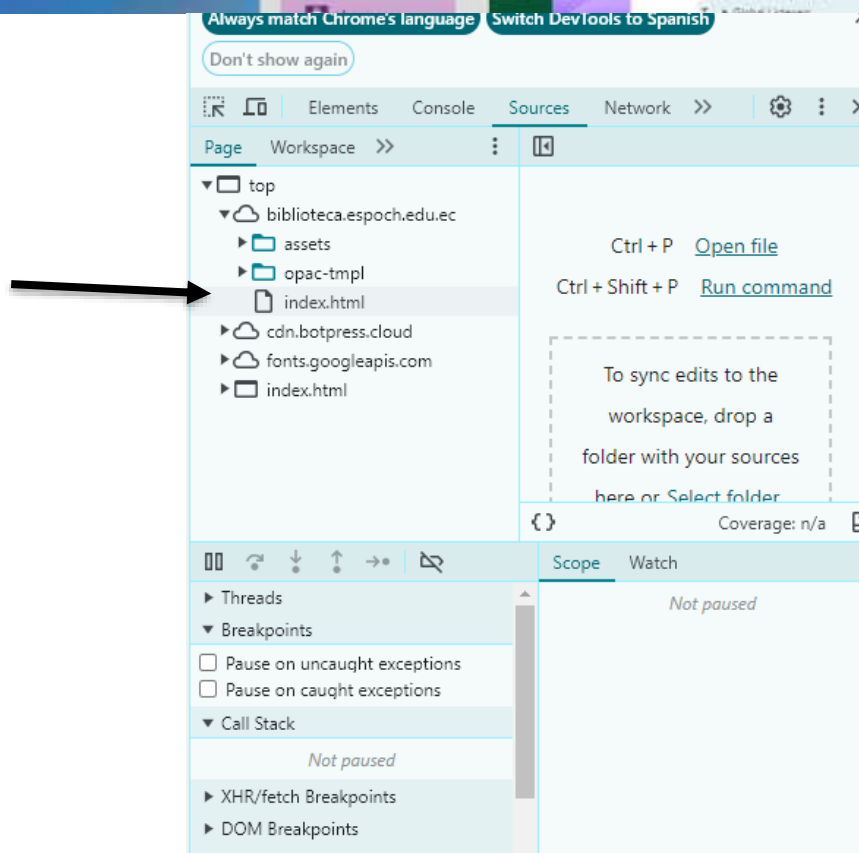 Always match Chrome's language Switch DevTools to Spanish
Don't show again
Elements Console Sources Network
Page Workspace
top
biblioteca.espoch.edu.ec
assets
opac-tmpl
index.html
cdn.botpress.cloud
fonts.googleapis.com
index.html
Ctrl + P Open file
Ctrl + Shift + P Run command
To sync edits to the
workspace, drop a
folder with your sources
here or Select folder
{} Coverage: n/a
Scope Watch
Threads
Not paused
Breakpoints
Pause on uncaught exceptions
Pause on caught exceptions
Call Stack
Not paused
XHR/fetch Breakpoints
DOM Breakpoints